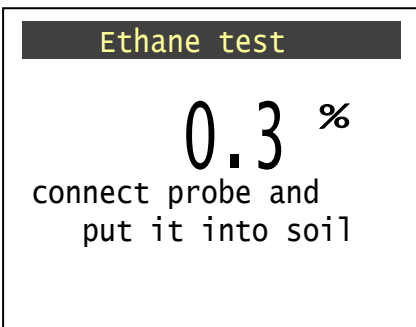 Ethane test
0.3 %
connect probe and
put it into soil